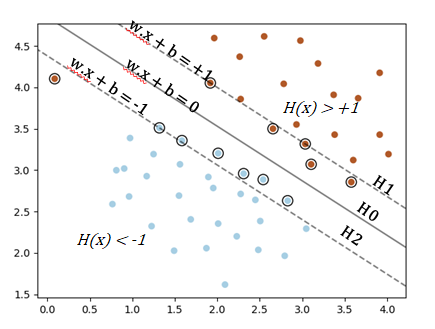 w.x + b = +1
w.x + b = 0
w.x + b = -1
H(x) > +1
H(x) < -1
H1
H0
H2
4.5
4.0
3.5
3.0
2.5
2.0
1.5
0.0 0.5 1.0 1.5 2.0 2.5 3.0 3.5 4.0